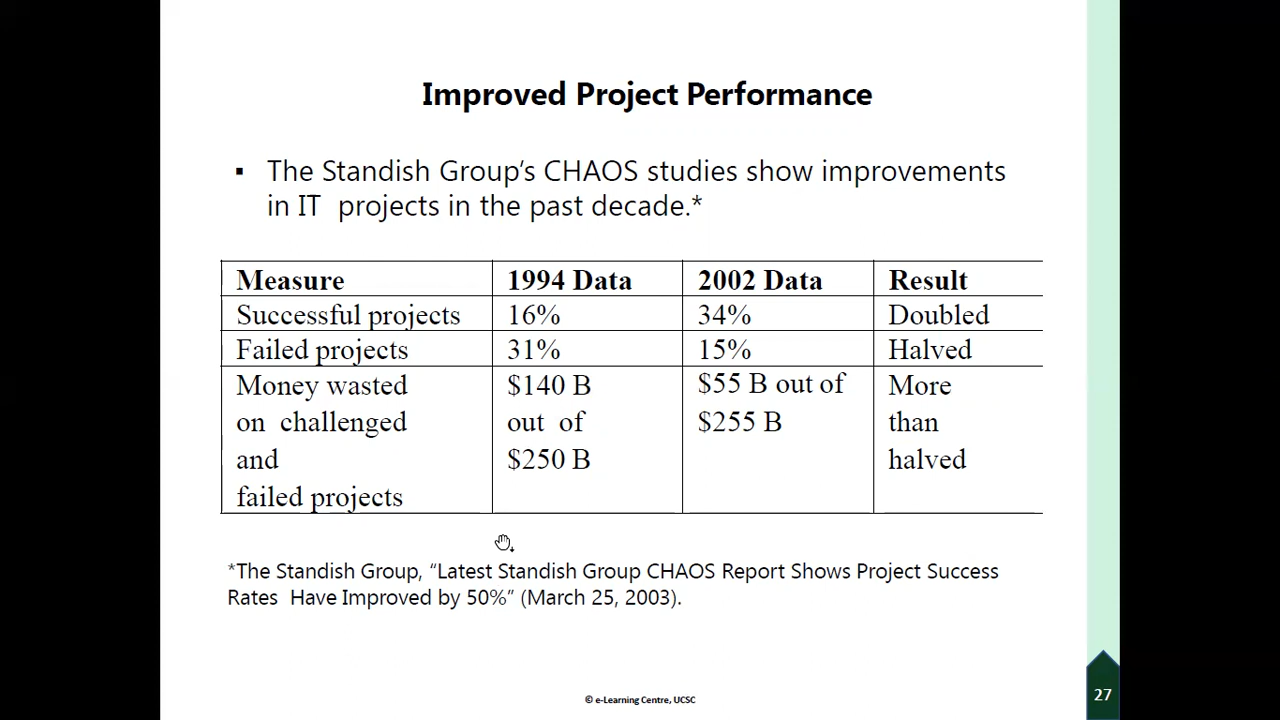 Improved Project Performance
▪ The Standish Group's CHAOS studies show improvements
in IT projects in the past decade.*
Measure 1994 Data 2002 Data Result
Successful projects 16% 34% Doubled
Failed projects 31% 15% Halved
Money wasted $140 B $55 B out of More
on challenged out of $255 B than
and $250 B halved
failed projects
*The Standish Group, “Latest Standish Group CHAOS Report Shows Project Success
Rates Have Improved by 50%” (March 25, 2003).
© e-Learning Centre, UCSC
27